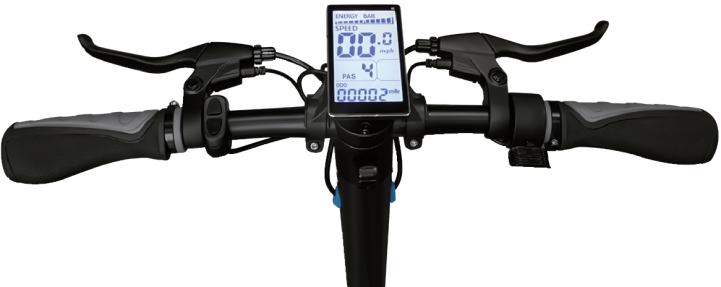 ENERGY BAR
SPEED
00.0
mph
PAS 4
ODO
00002 mile